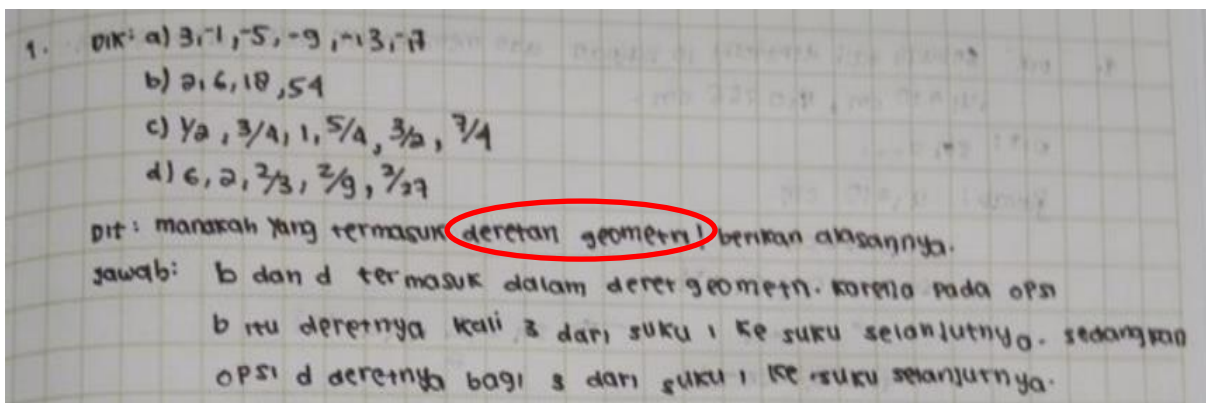 1. DIK: a) 3,-1,-5,-9,-13,-17
b) 2,6,18,54
c) 1/2, 3/4, 1, 5/4, 3/2, 7/4
d) 6, 2, 2/3, 2/9, 2/27
Dit: manakah yang termasuk deretan geometri! berikan alasannya.
Jawab: b dan d termasuk dalam deret geometri. Karena pada opsi
b itu deretnya kali 3 dari suku 1 ke suku selanjutnya. sedangkan
opsi d deretnya bagi 3 dari suku 1 ke suku selanjutnya.